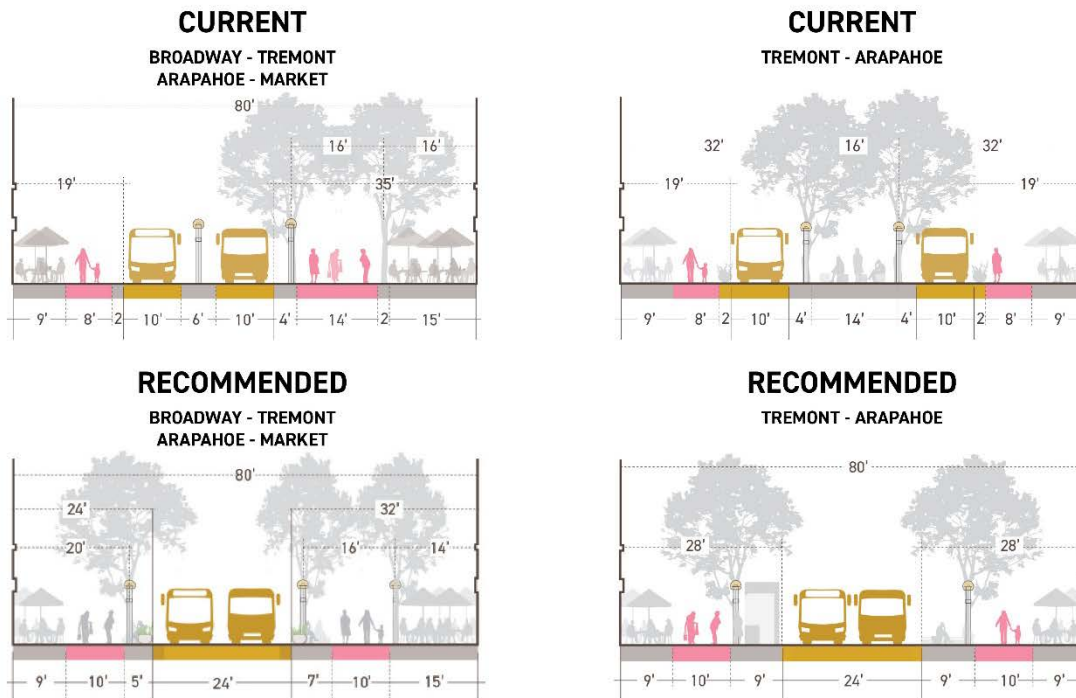 CURRENT
BROADWAY - TREMONT
ARAPAHOE - MARKET
80'
16' 16'
19' 35'
9' 8' 2 10' 6' 10' 4' 14' 2 15'
CURRENT
TREMONT - ARAPAHOE
32' 16' 32'
19' 19'
9' 8' 2 10' 4' 14' 4' 10' 2 8' 9'
RECOMMENDED
BROADWAY - TREMONT
ARAPAHOE - MARKET
80'
24' 32'
20' 16' 14'
9' 10' 5' 24' 7' 10' 15'
RECOMMENDED
TREMONT - ARAPAHOE
80'
28' 28'
9' 10' 9' 24' 9' 10' 9'